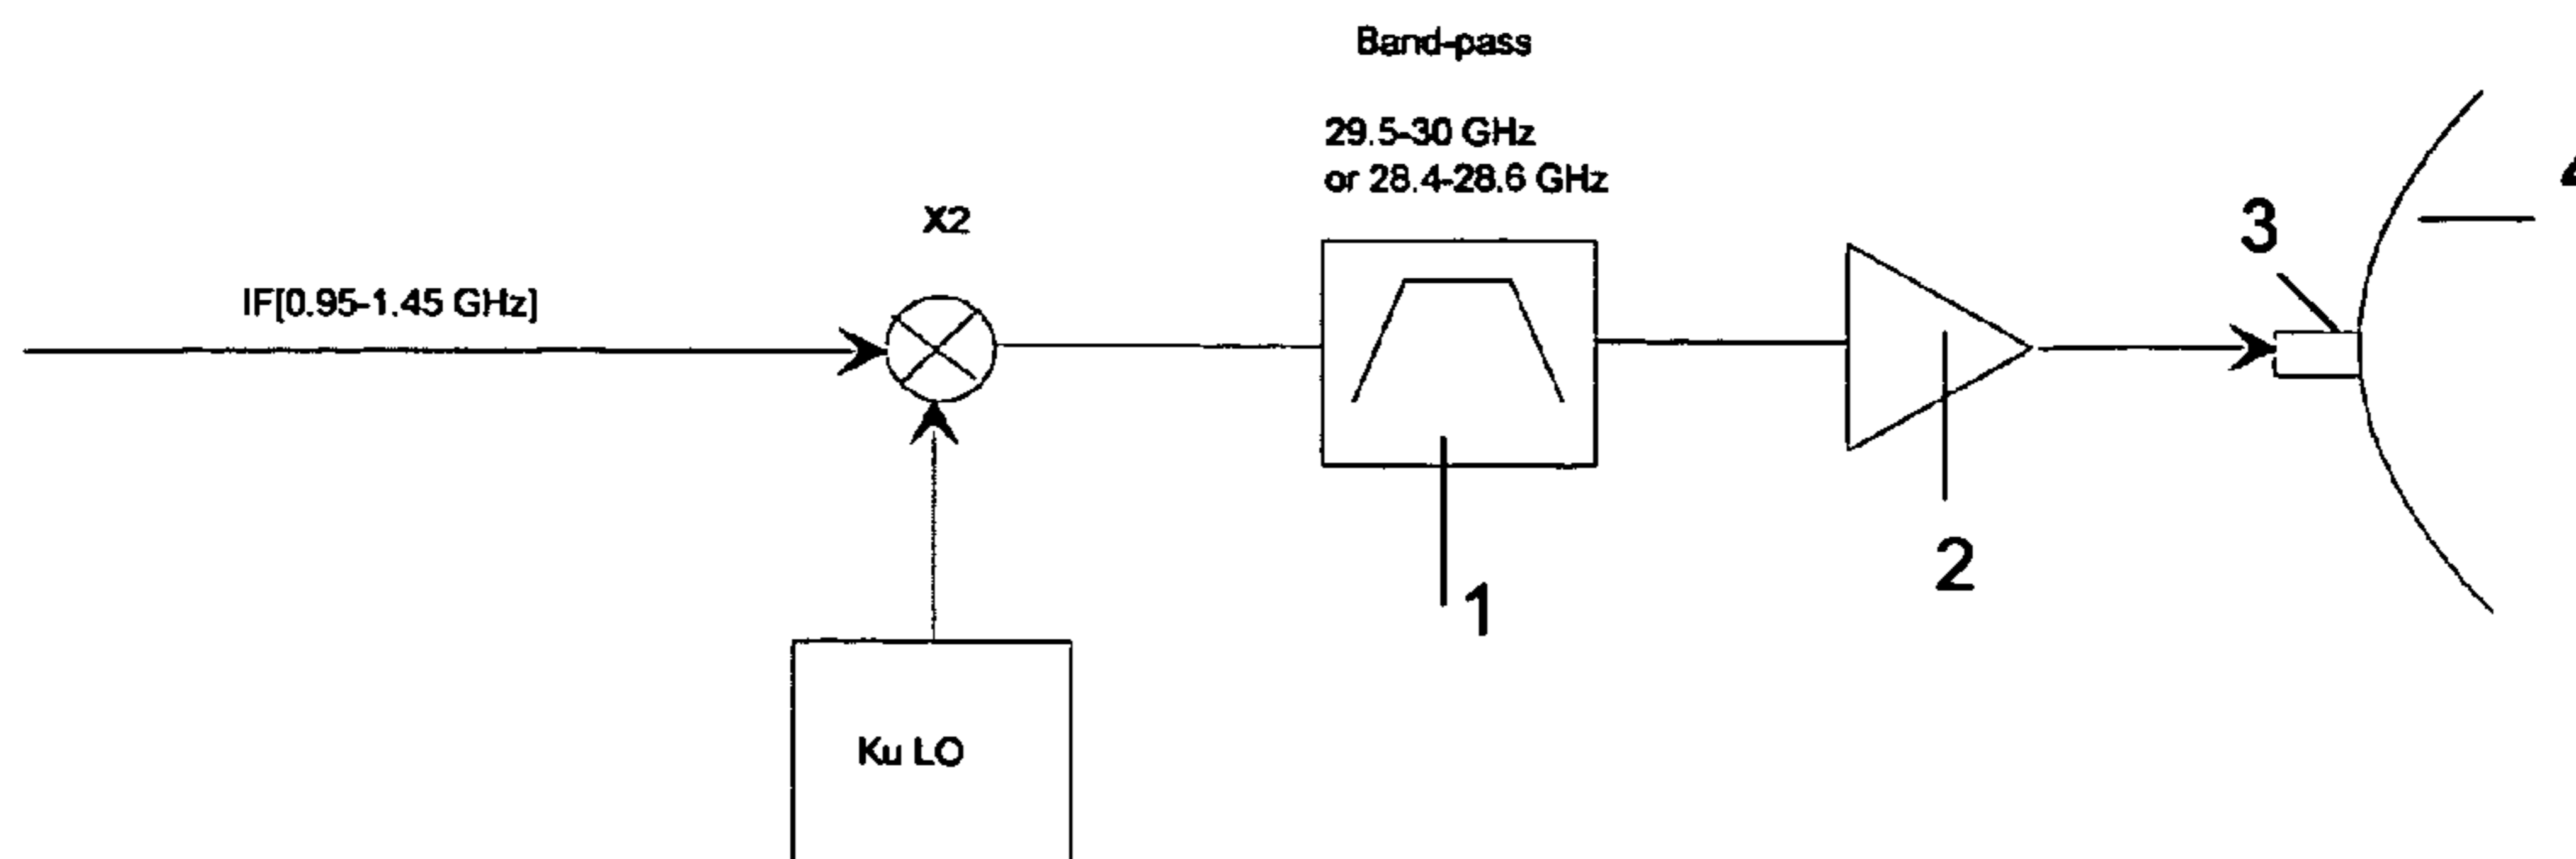 Band-pass
29.5-30 GHz
or 28.4-28.6 GHz
X2
IF[0.95-1.45 GHz]
3
4
1
2
Ku LO